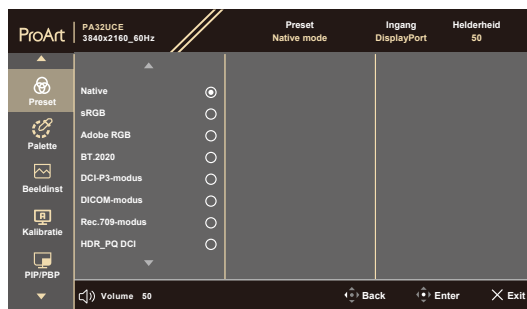 ProArt
PA32UCE
3840x2160_60Hz
Preset
Native mode
Ingang
DisplayPort
Helderheid
50
Preset
Palette
Beeldinst
Kalibratie
PIP/PBP
Native
sRGB
Adobe RGB
BT.2020
DCI-P3-modus
DICOM-modus
Rec.709-modus
HDR_PQ DCI
Volume 50
Back
Enter
Exit